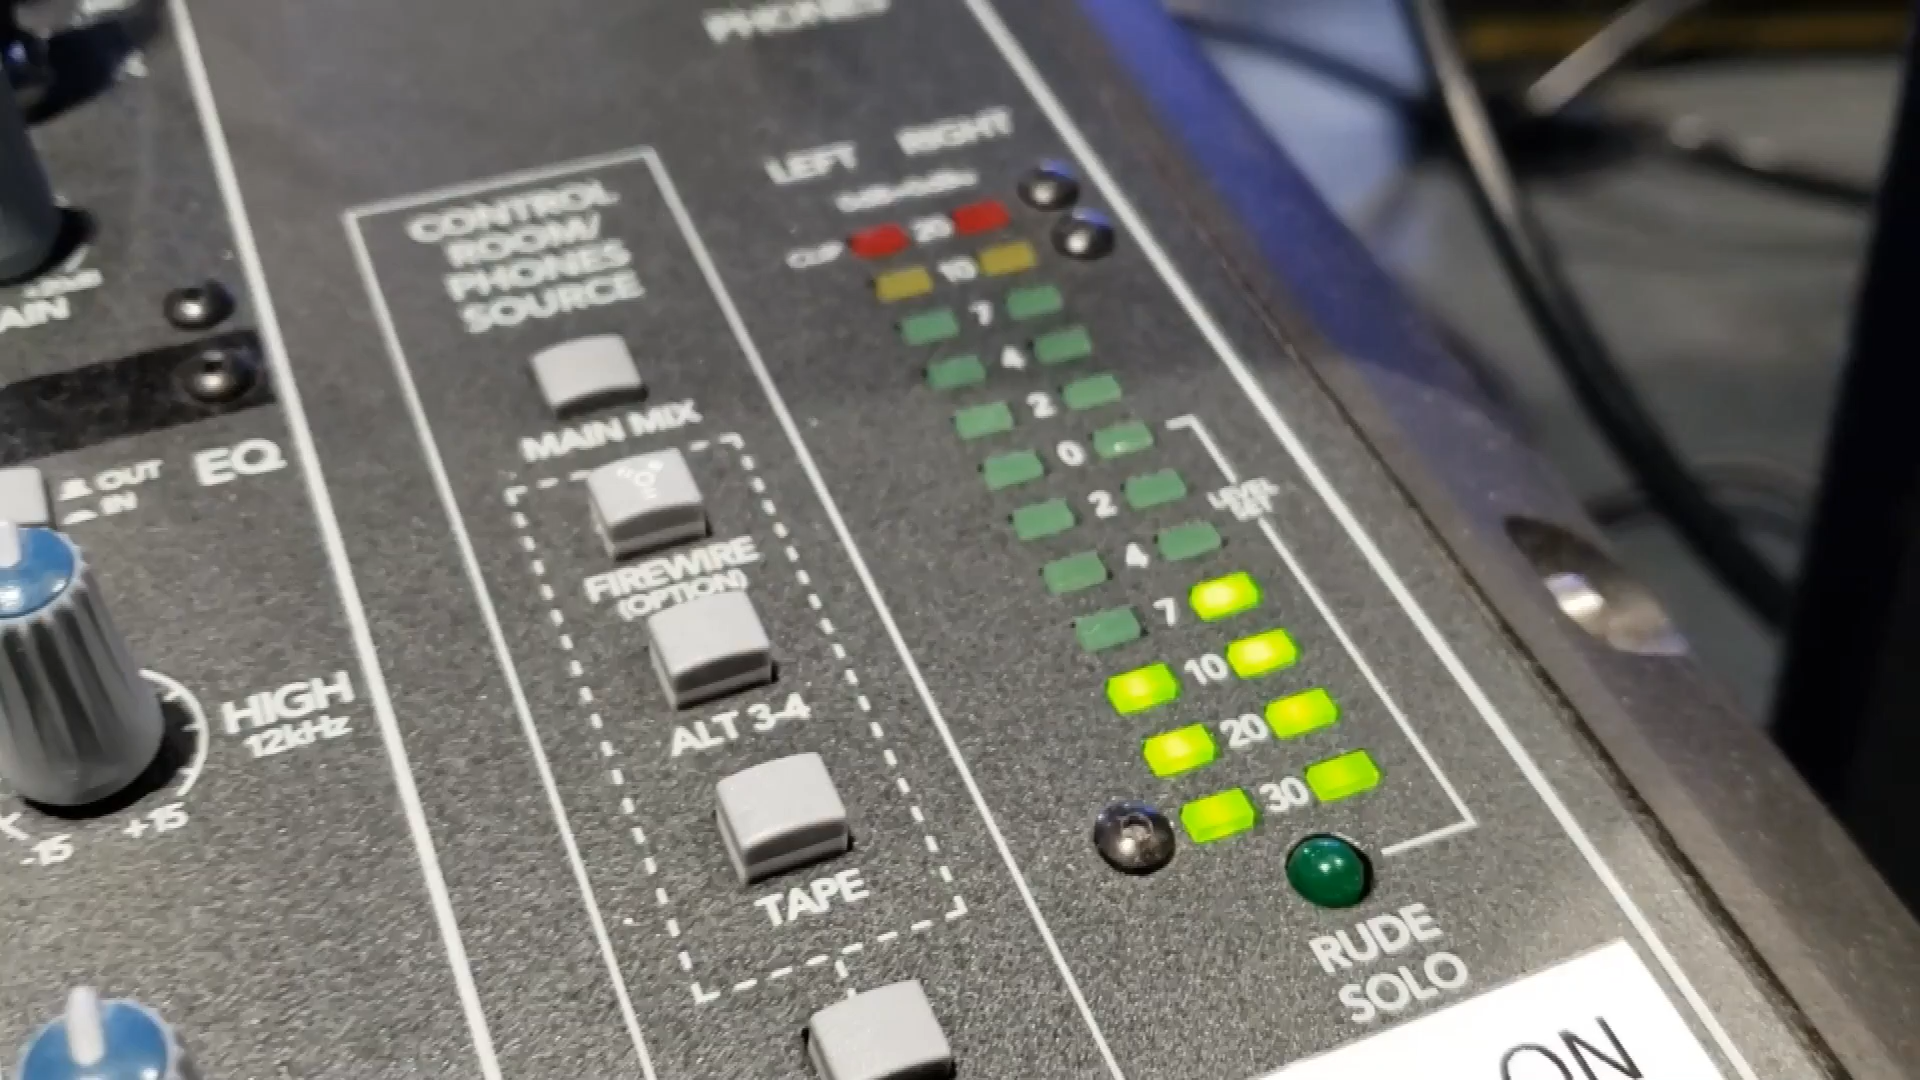 PHONES
LEFT RIGHT
0dB=0dBu
CLIP 20
10
7
4
2
0
2
4
7
10
20
30
LEVEL
SET
RUDE
SOLO
CONTROL
ROOM/
PHONES
SOURCE
MAIN MIX
FIREWIRE
(OPTION)
ALT 3-4
TAPE
AIN
OUT
IN
EQ
HIGH
12kHz
-15 +15
ON